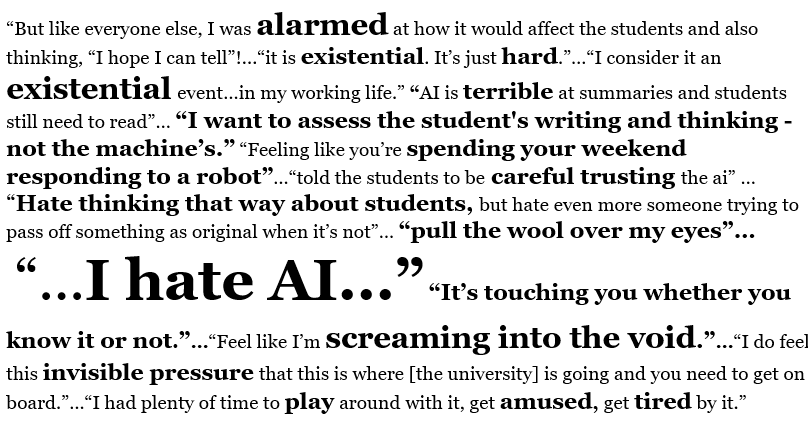 “But like everyone else, I was alarmed at how it would affect the students and also
thinking, “I hope I can tell”!...“it is existential. It’s just hard.”...“I consider it an
existential event...in my working life.” “AI is terrible at summaries and students
still need to read”... “I want to assess the student's writing and thinking -
not the machine’s.” “Feeling like you’re spending your weekend
responding to a robot”...“told the students to be careful trusting the ai” ...
“Hate thinking that way about students, but hate even more someone trying to
pass off something as original when it’s not”... “pull the wool over my eyes”...
“...I hate AI...” “It’s touching you whether you
know it or not.”...“Feel like I’m screaming into the void.”...“I do feel
this invisible pressure that this is where [the university] is going and you need to get on
board.”...“I had plenty of time to play around with it, get amused, get tired by it.”